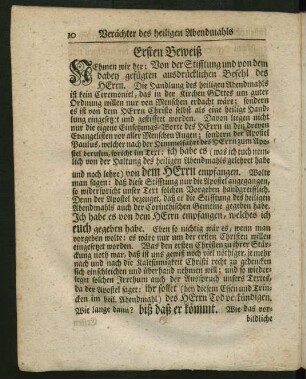 10 Verächter des heiligen Abendmahls
Ersten Beweiß
Nehmen wir her: Von der Stifftung und von dem
dabey gefügten ausdrücklichen Befehl des
HErrn. Die Handlung des heiligen Abendmahls
ist kein Ceremoniel, das in der Kirchen GOttes um guter
Ordnung willen nur von Menschen erdacht wäre; sondern
es ist von dem HErrn Christo selbst als eine heilige Hand-
lung eingesetzt und gestifftet worden. Davon liegen nicht
nur die eigene Einsetzungs-Worte des HErrn in den dreyen
Evangelisten vor aller Menschen Augen; sondern der Apostel
Paulus, welcher nach der Himmelfahrt des HErrn zum Apo-
stel beruffen, spricht im Text: ich habe es (was ich euch nem-
lich von der Haltung des heiligen Abendmahls gelehret habe
und noch lehre) von dem HErrn empfangen. Wolte
man sagen: daß diese Stifftung nur die Apostel angegangen,
so widerspricht unser Text solchen Vorgeben handgreifflich.
Denn der Apostel bezeuget, daß er die Stifftung des heiligen
Abendmahls auch der Corinthischen Gemeine gegeben habe.
Ich habe es von dem HErrn empfangen, welches ich
euch gegeben habe. Eben so nichtig wär es, wenn man
vorgeben wolte: es wäre nur um der ersten Christen willen
eingesetzet worden. Was den ersten Christen zu ihrer Stär-
ckung noth war, das ist uns gewiß noch viel nöthiger, je mehr
nach und nach die Kaltsinnigkeit Christi recht zu gedencken
sich einschleichen und überhand nehmen will; und so wieder-
leget solchen Irrthum auch der Ausspruch unsers Textes,
da der Apostel saget: ihr sollet (bey diesem Essen und Trin-
cken im heil. Abendmahl) des HErrn Tod verkündigen,
Wie lange dann? biß daß er kömmt. Wie das vor-
bildliche